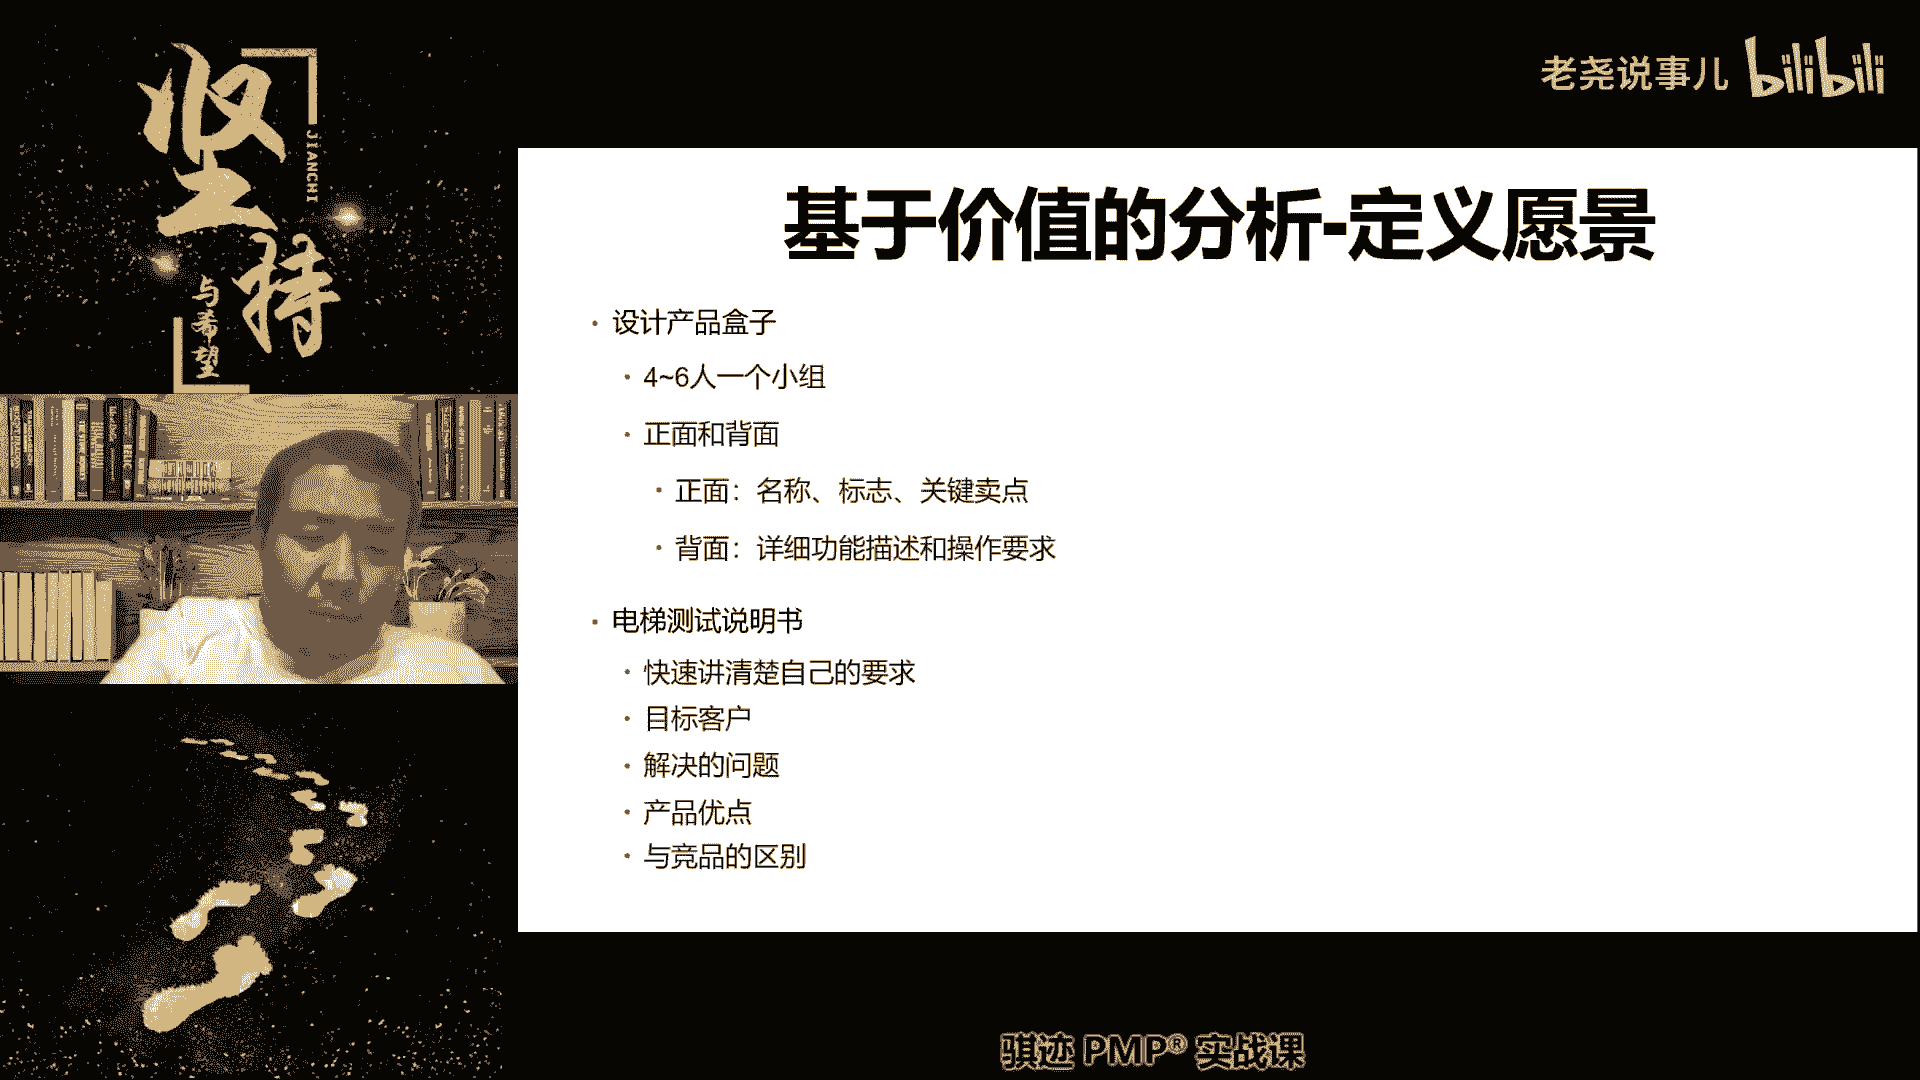 坚持
JIANCHI
与希望
老尧说事儿 bilibili
基于价值的分析-定义愿景
• 设计产品盒子
• 4~6人一个小组
• 正面和背面
• 正面：名称、标志、关键卖点
• 背面：详细功能描述和操作要求
• 电梯测试说明书
• 快速讲清楚自己的要求
• 目标客户
• 解决的问题
• 产品优点
• 与竞品的区别
骐迹 PMP® 实战课